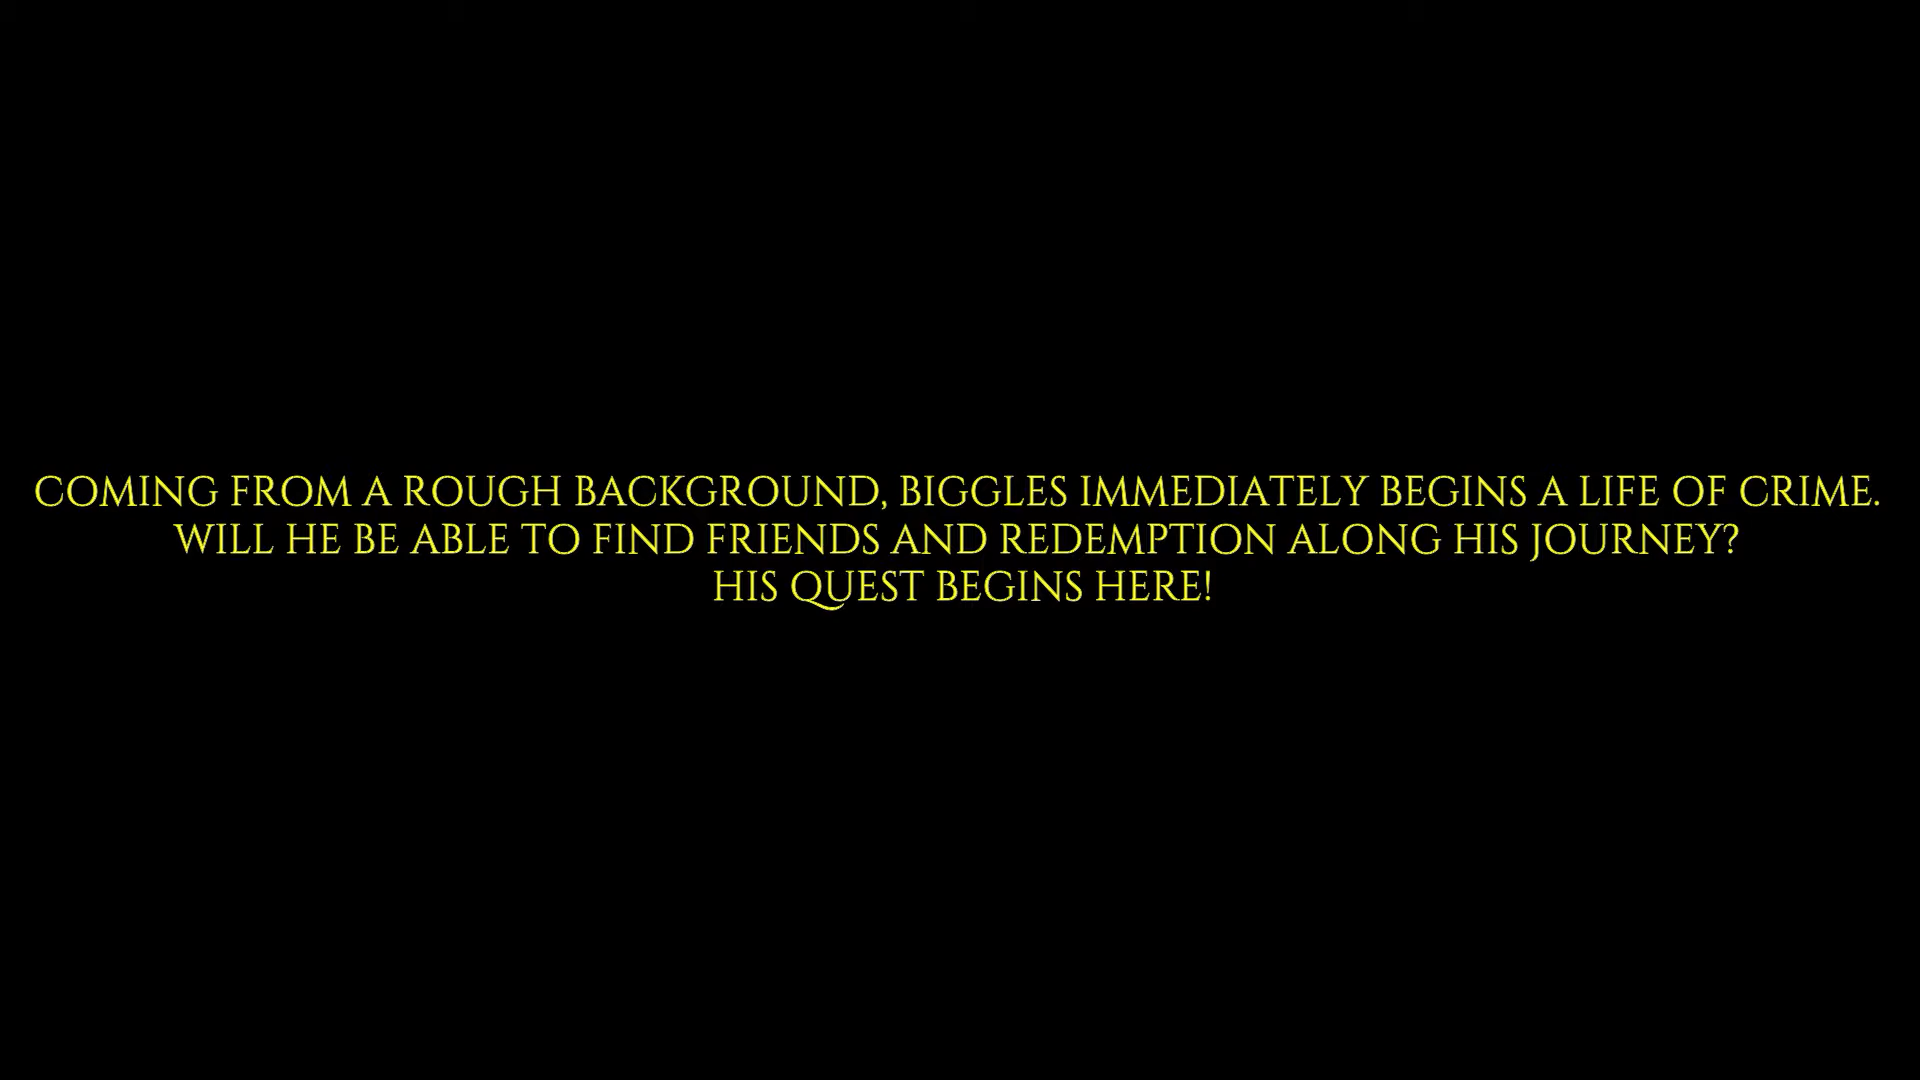 COMING FROM A ROUGH BACKGROUND, BIGGLES IMMEDIATELY BEGINS A LIFE OF CRIME.
WILL HE BE ABLE TO FIND FRIENDS AND REDEMPTION ALONG HIS JOURNEY?
HIS QUEST BEGINS HERE!